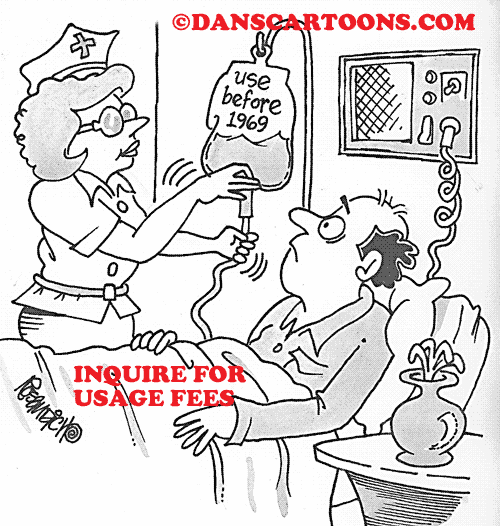 ©DANSCARTOONS.COM
use
before
1969
INQUIRE FOR
USAGE FEES